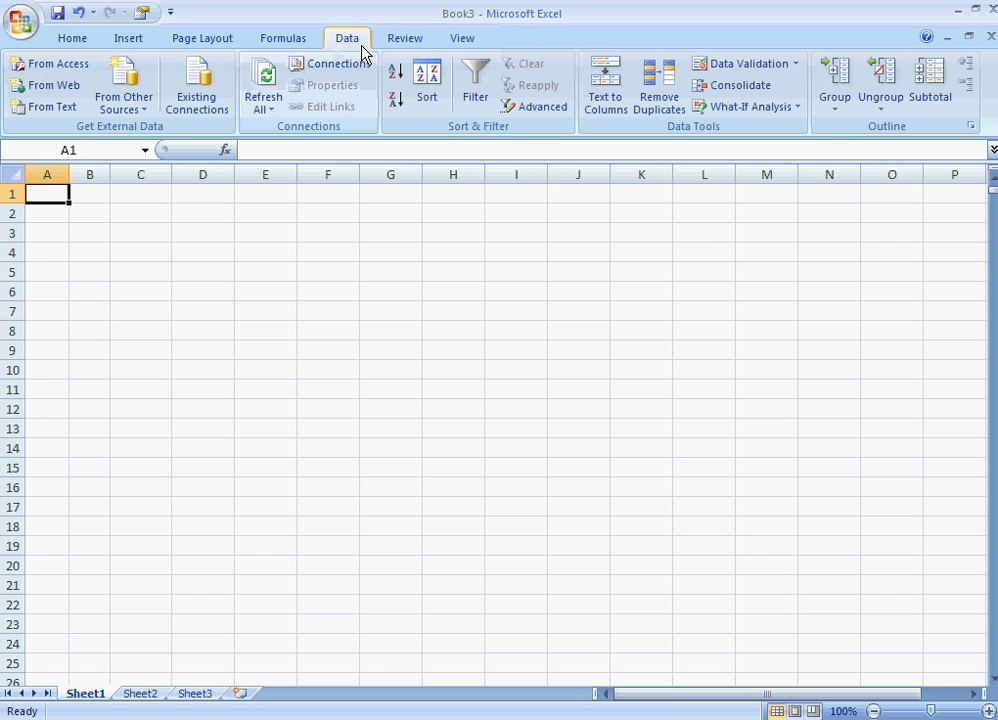 Book3 - Microsoft Excel
Home Insert Page Layout Formulas Data Review View
From Access
From Web
From Text
From Other Sources
Existing Connections
Get External Data
Refresh All
Connections
Properties
Edit Links
Connections
A Z
Z A
A Z Z A
Sort
Filter
Clear
Reapply
Advanced
Sort & Filter
Text to Columns
Remove Duplicates
Data Validation
Consolidate
What-If Analysis
Data Tools
Group
Ungroup
Subtotal
Outline
A1 fx
A B C D E F G H I J K L M N O P
1
2
3
4
5
6
7
8
9
10
11
12
13
14
15
16
17
18
19
20
21
22
23
24
25
26
Sheet1 Sheet2 Sheet3
Ready 100%